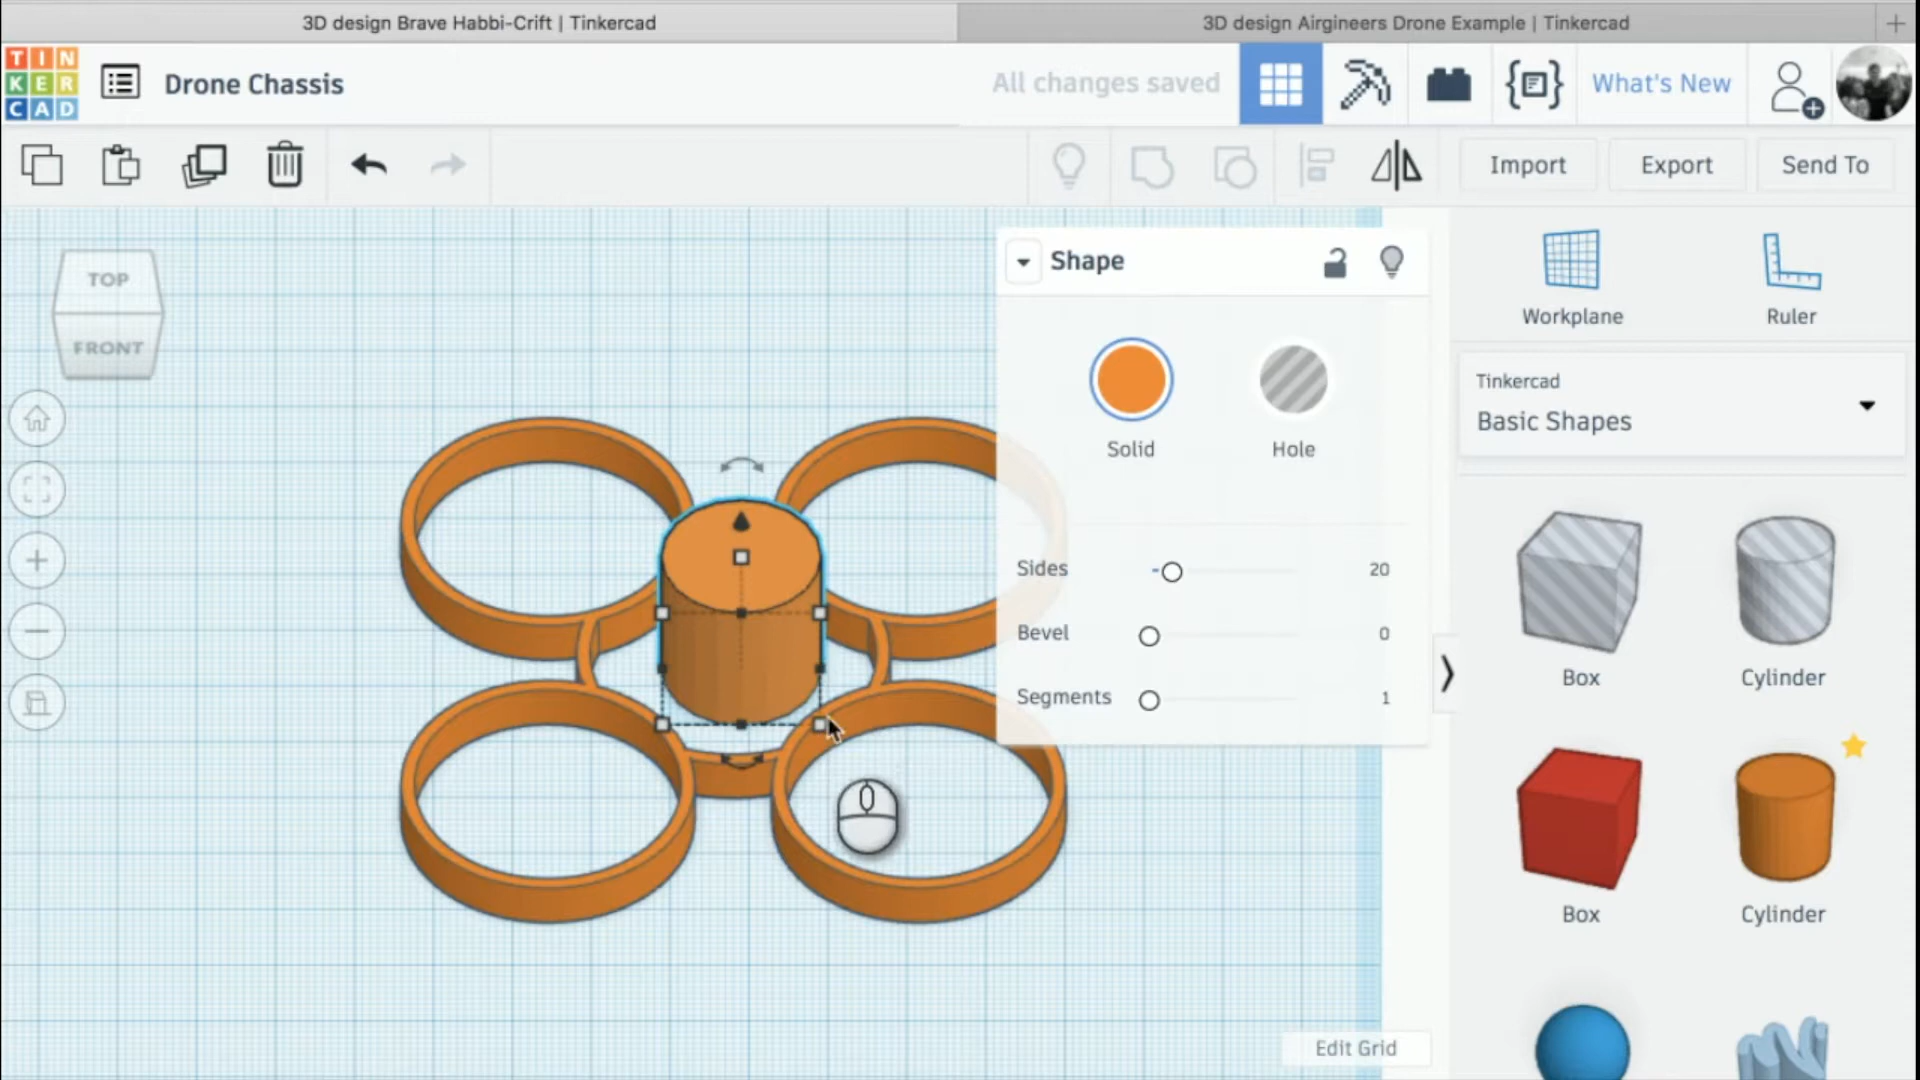 3D design Brave Habbi-Crift | Tinkercad
3D design Airgineers Drone Example | Tinkercad
TIN
KER
CAD
Drone Chassis
All changes saved
What's New
Import
Export
Send To
TOP
FRONT
Shape
Solid
Hole
Sides
20
Bevel
0
Segments
1
Workplane
Ruler
Tinkercad
Basic Shapes
Box
Cylinder
Box
Cylinder
Edit Grid